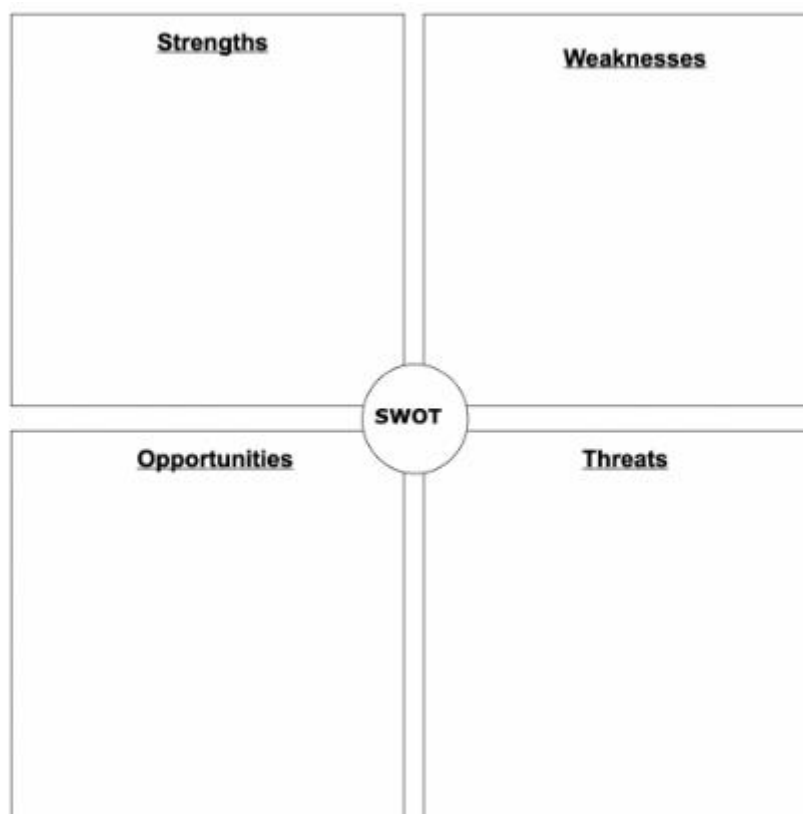 Strengths
Weaknesses
SWOT
Opportunities
Threats